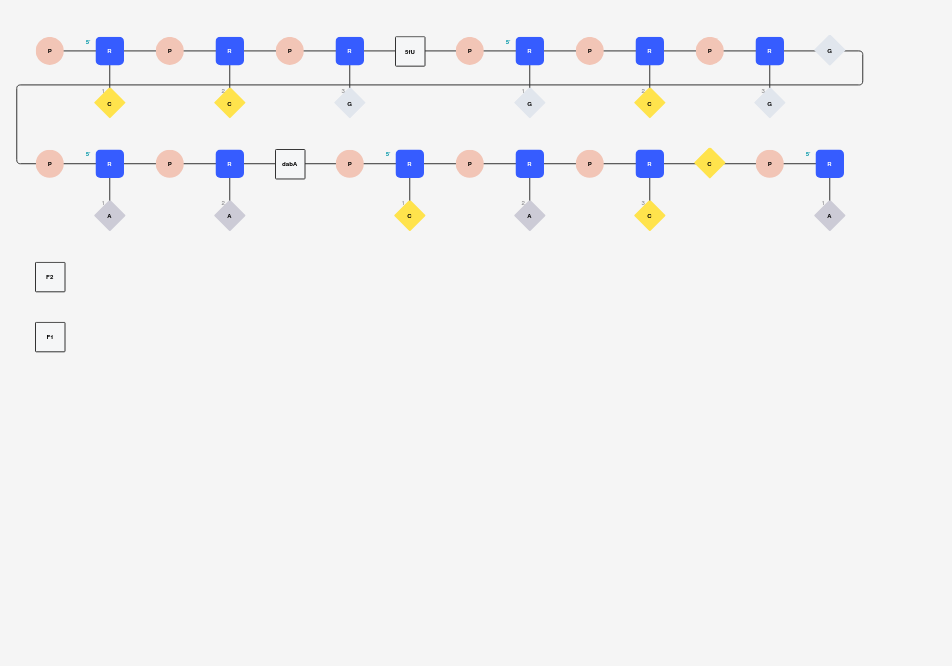 P 5' R P R P R 5fU P 5' R P R P R G
1 C 2 C 3 G 1 G 2 C 3 G
P 5' R P R dabA P 5' R P R P R C P 5' R
1 A 2 A 1 C 2 A 3 C 1 A
F2
F1